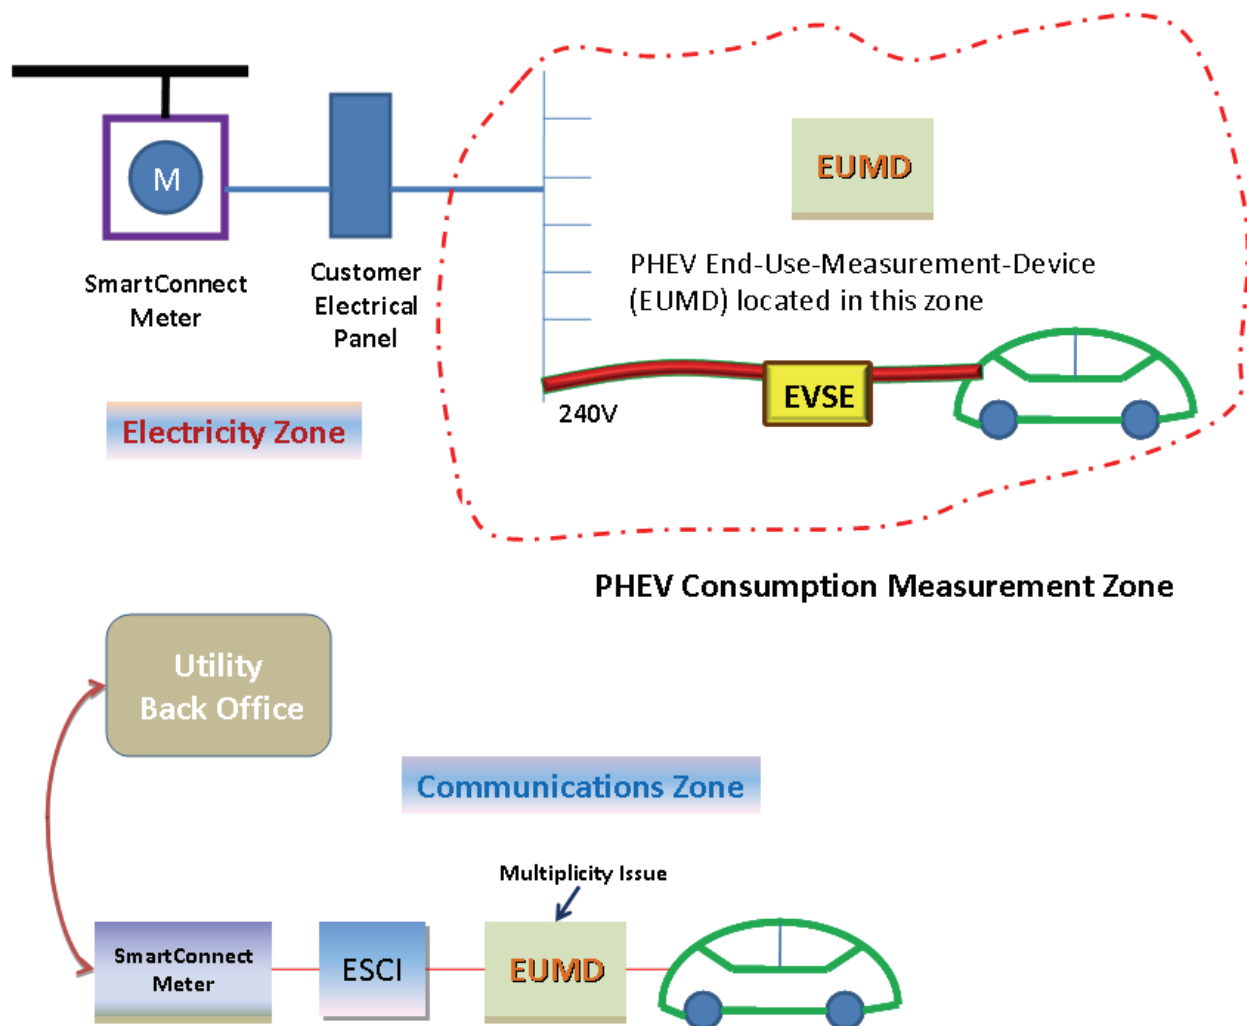 M
SmartConnect
Meter
Customer
Electrical
Panel
EUMD
PHEV End-Use-Measurement-Device
(EUMD) located in this zone
EVSE
240V
Electricity Zone
PHEV Consumption Measurement Zone
Utility
Back Office
Communications Zone
Multiplicity Issue
SmartConnect
Meter
ESCI
EUMD